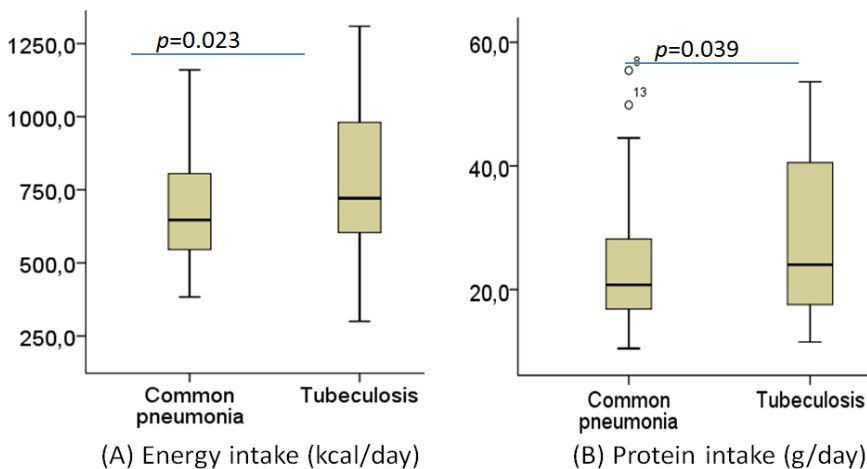 1250,0
1000,0
750,0
500,0
250,0
p=0.023
Common
pneumonia
Tubeculosis
(A) Energy intake (kcal/day)
60,0
40,0
20,0
p=0.039
8
13
Common
pneumonia
Tubeculosis
(B) Protein intake (g/day)